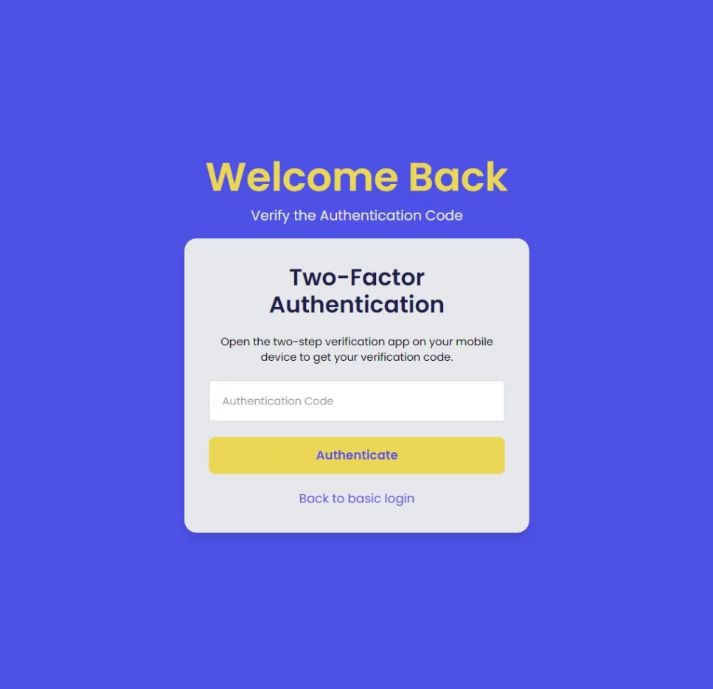 Welcome Back
Verify the Authentication Code
Two-Factor
Authentication
Open the two-step verification app on your mobile
device to get your verification code.
Authentication Code
Authenticate
Back to basic login